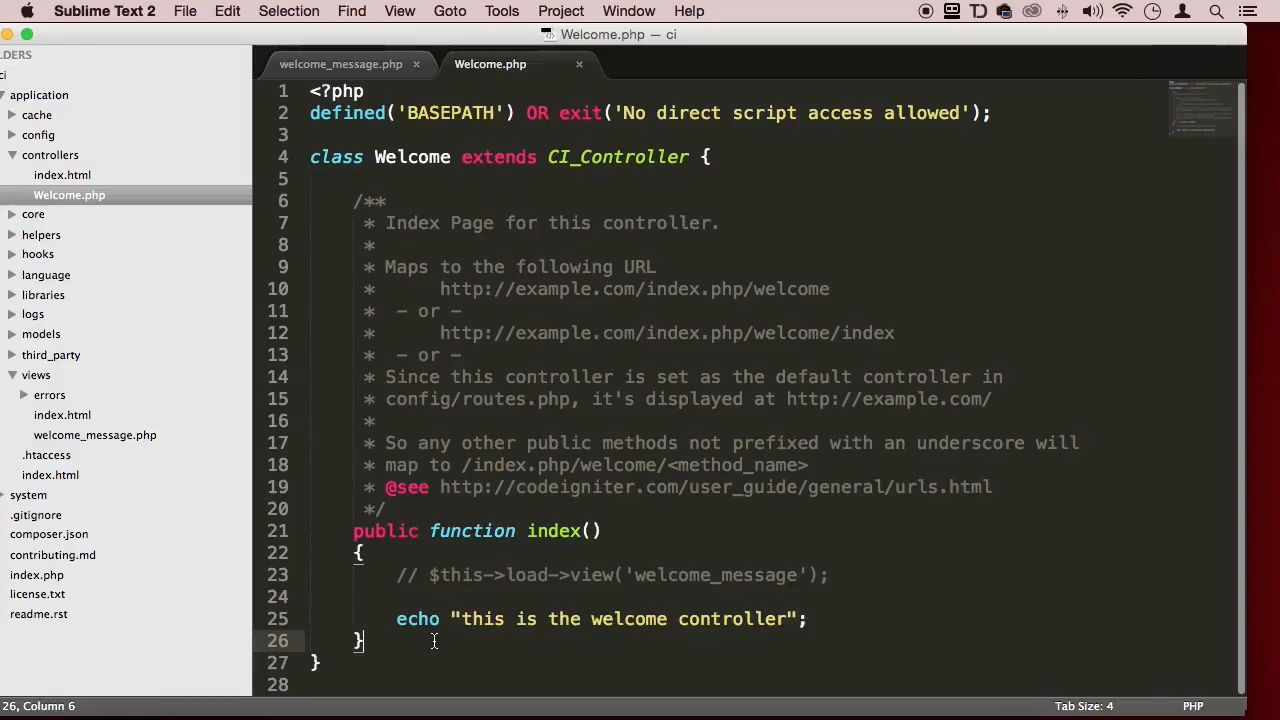 Sublime Text 2 File Edit Selection Find View Goto Tools Project Window Help
Welcome.php — ci
LDERS
ci
application
cache
config
controllers
index.html
Welcome.php
core
helpers
hooks
language
libraries
logs
models
third_party
views
errors
index.html
welcome_message.php
.htaccess
index.html
system
.gitignore
composer.json
contributing.md
index.php
license.txt
readme.rst
welcome_message.php × Welcome.php ×
1 <?php
2 defined('BASEPATH') OR exit('No direct script access allowed');
3
4 class Welcome extends CI_Controller {
5
6 /**
7 * Index Page for this controller.
8 *
9 * Maps to the following URL
10 * http://example.com/index.php/welcome
11 * - or -
12 * http://example.com/index.php/welcome/index
13 * - or -
14 * Since this controller is set as the default controller in
15 * config/routes.php, it's displayed at http://example.com/
16 *
17 * So any other public methods not prefixed with an underscore will
18 * map to /index.php/welcome/<method_name>
19 * @see http://codeigniter.com/user_guide/general/urls.html
20 */
21 public function index()
22 {
23 // $this->load->view('welcome_message');
24
25 echo "this is the welcome controller";
26 }
27 }
28
26, Column 6 Tab Size: 4 PHP